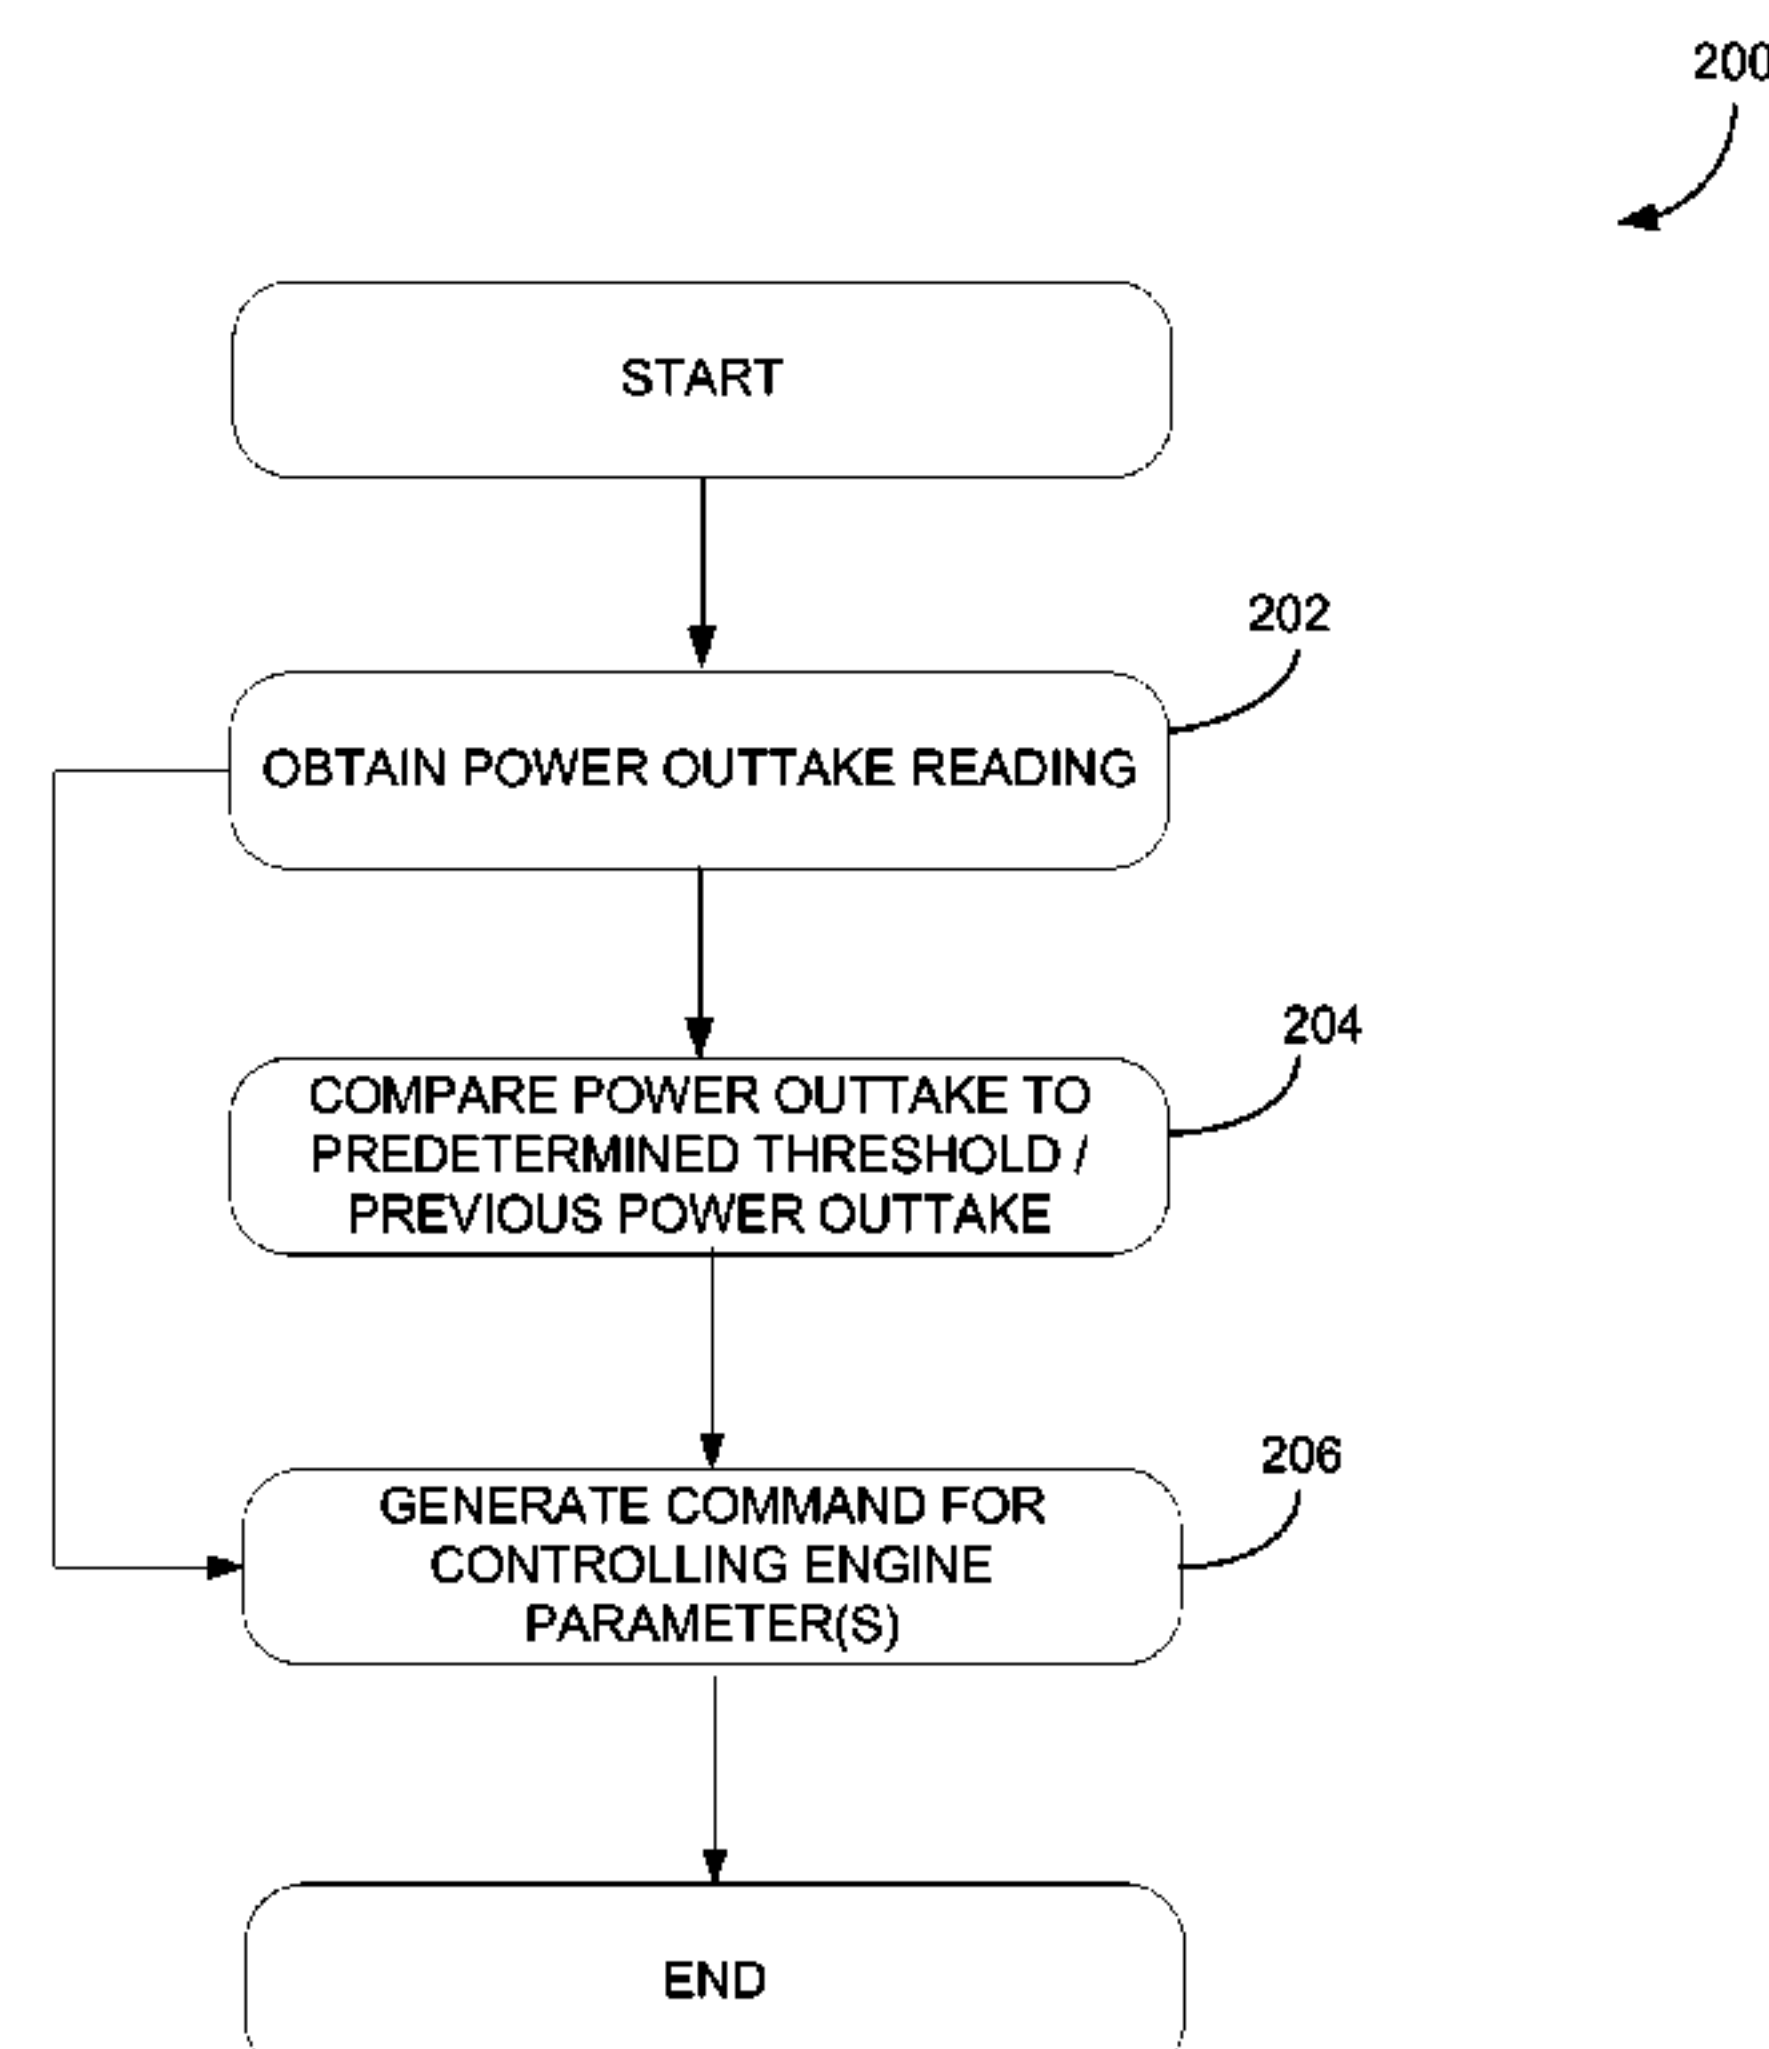 200
START
202
OBTAIN POWER OUTTAKE READING
204
COMPARE POWER OUTTAKE TO
PREDETERMINED THRESHOLD /
PREVIOUS POWER OUTTAKE
206
GENERATE COMMAND FOR
CONTROLLING ENGINE
PARAMETER(S)
END